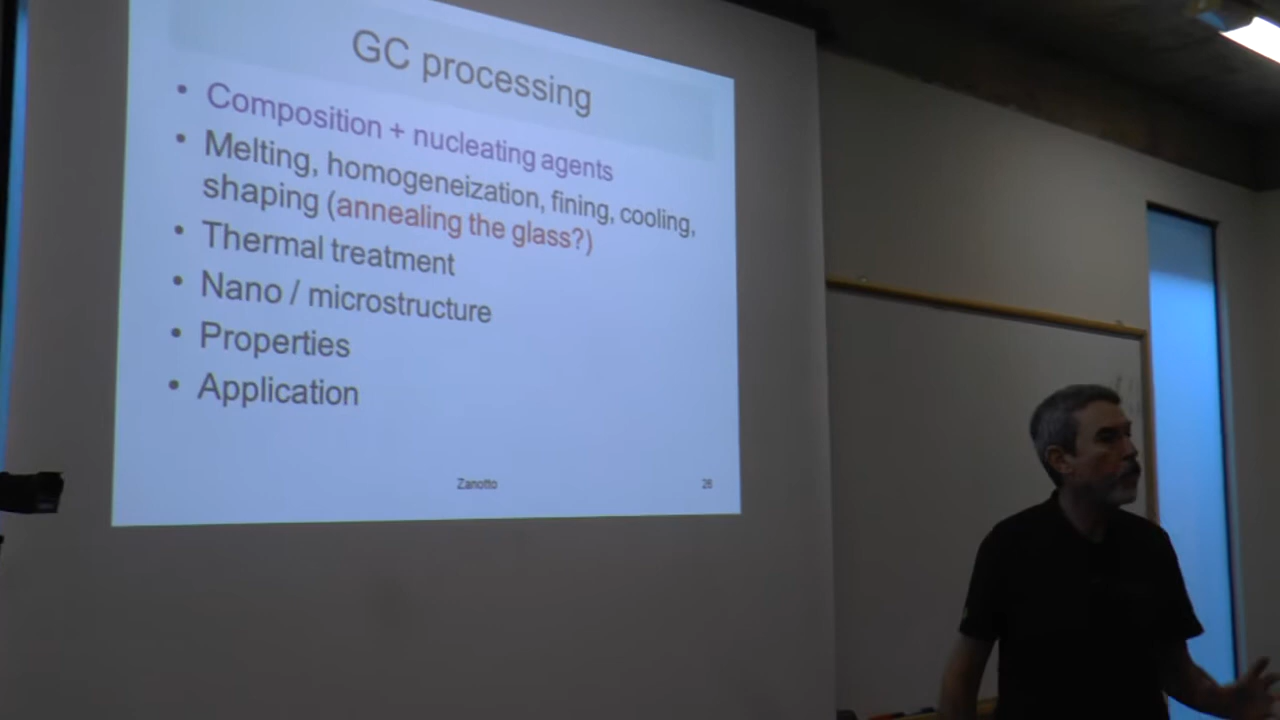 GC processing
• Composition + nucleating agents
• Melting, homogeneization, fining, cooling,
shaping (annealing the glass?)
• Thermal treatment
• Nano / microstructure
• Properties
• Application
Zanotto
26